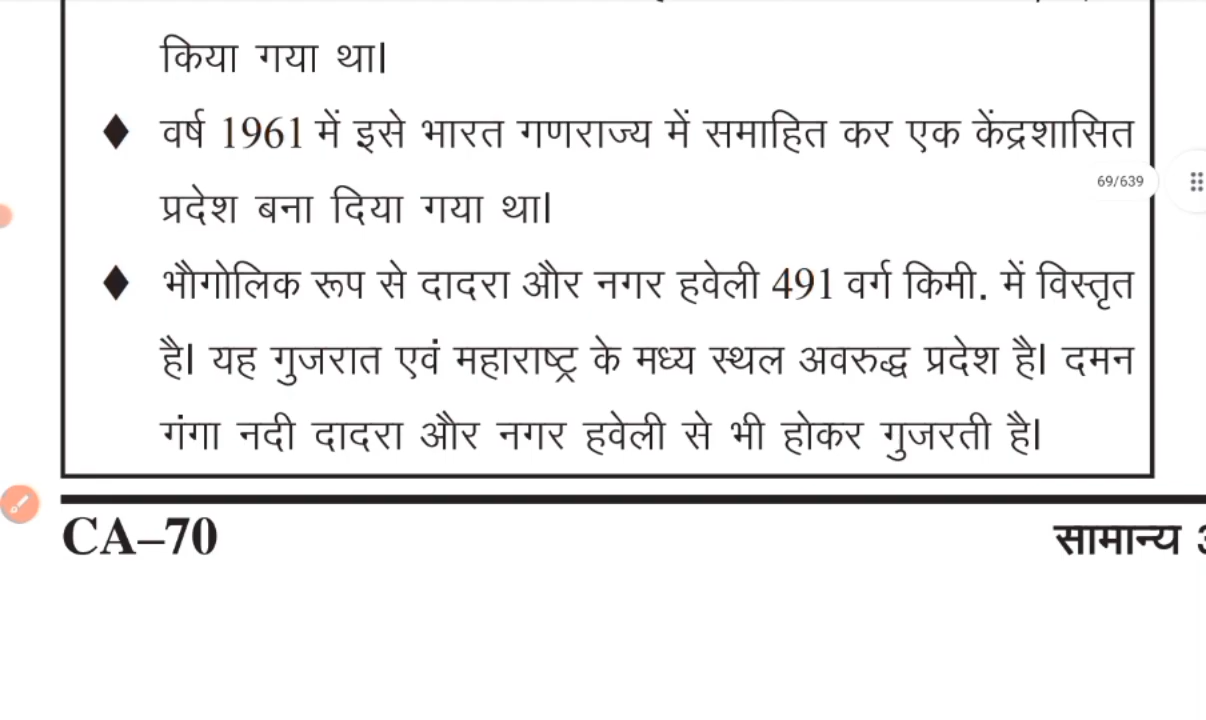 किया गया था।
♦ वर्ष 1961 में इसे भारत गणराज्य में समाहित कर एक केंद्रशासित
69/639
प्रदेश बना दिया गया था।
♦ भौगोलिक रूप से दादरा और नगर हवेली 491 वर्ग किमी. में विस्तृत
है। यह गुजरात एवं महाराष्ट्र के मध्य स्थल अवरुद्ध प्रदेश है। दमन
गंगा नदी दादरा और नगर हवेली से भी होकर गुजरती है।
CA–70 सामान्य